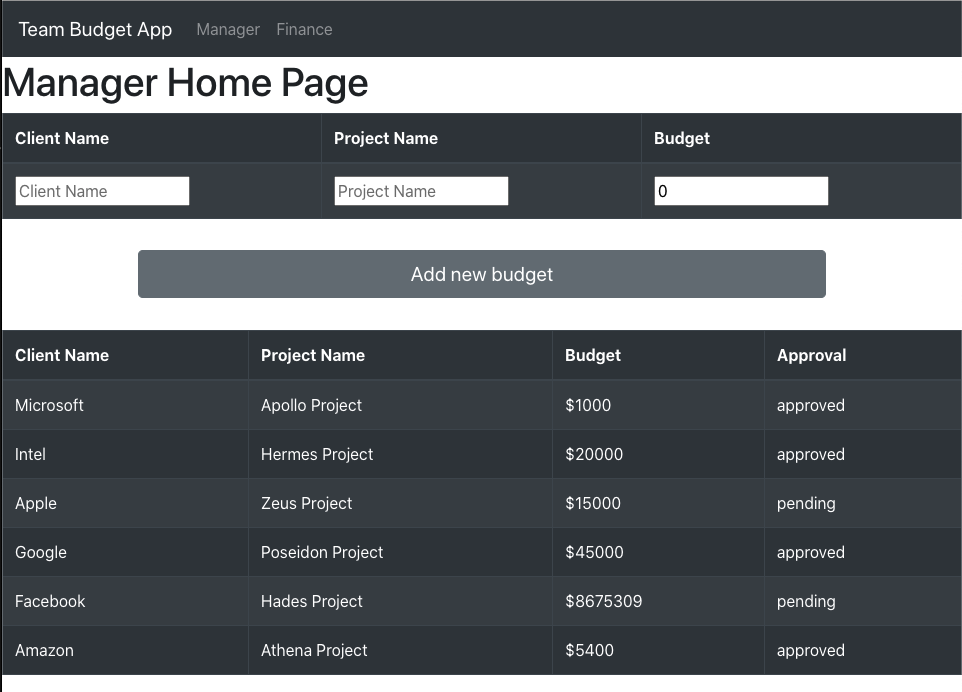 Team Budget App Manager Finance
Manager Home Page
Client Name Project Name Budget
Client Name Project Name 0
Add new budget
Client Name Project Name Budget Approval
Microsoft Apollo Project $1000 approved
Intel Hermes Project $20000 approved
Apple Zeus Project $15000 pending
Google Poseidon Project $45000 approved
Facebook Hades Project $8675309 pending
Amazon Athena Project $5400 approved